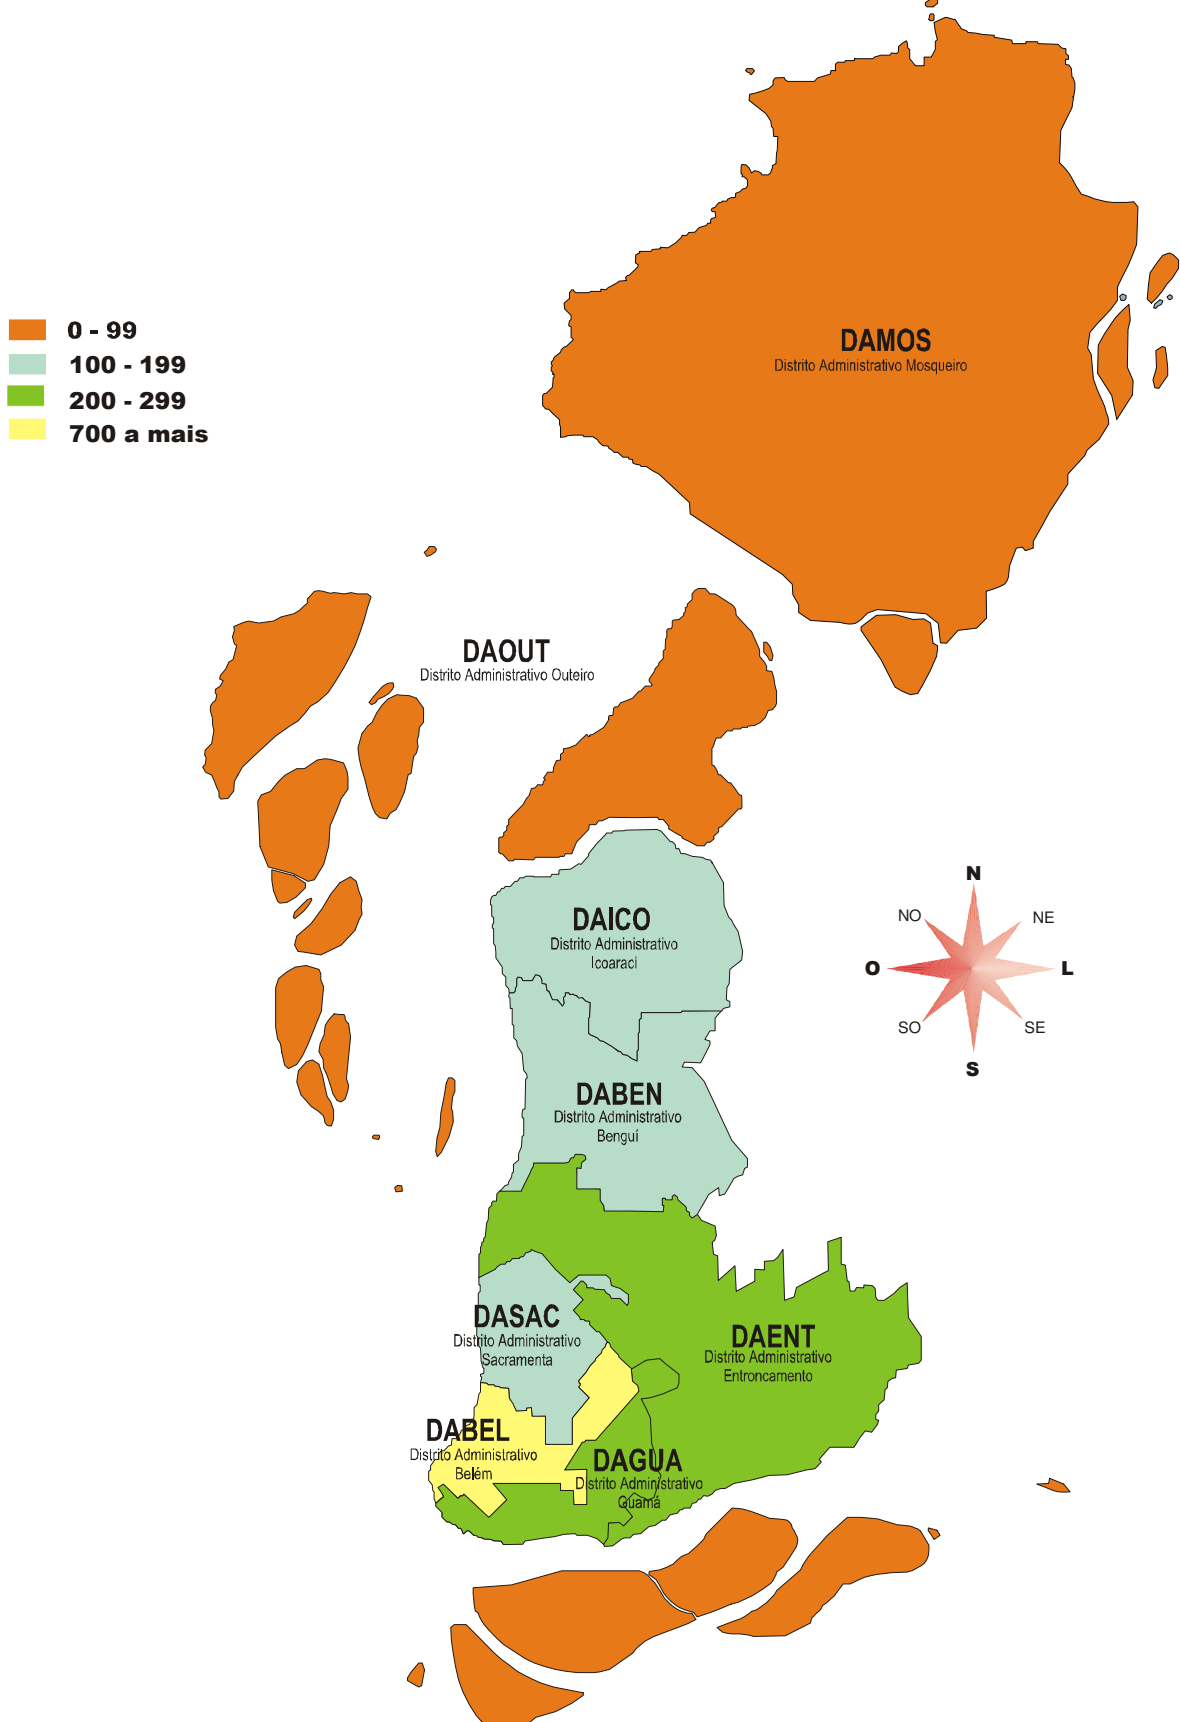 DAMOS
Distrito Administrativo Mosqueiro
0 - 99
100 - 199
200 - 299
700 a mais
DAOUT
Distrito Administrativo Outeiro
DAICO
Distrito Administrativo
Icoaraci
N
NO
NE
O
L
SO
SE
S
DABEN
Distrito Administrativo
Benguí
DASAC
Distrito Administrativo
Sacramenta
DAENT
Distrito Administrativo
Entroncamento
DABEL
Distrito Administrativo
Belém
DAGUA
Distrito Administrativo
Guamá